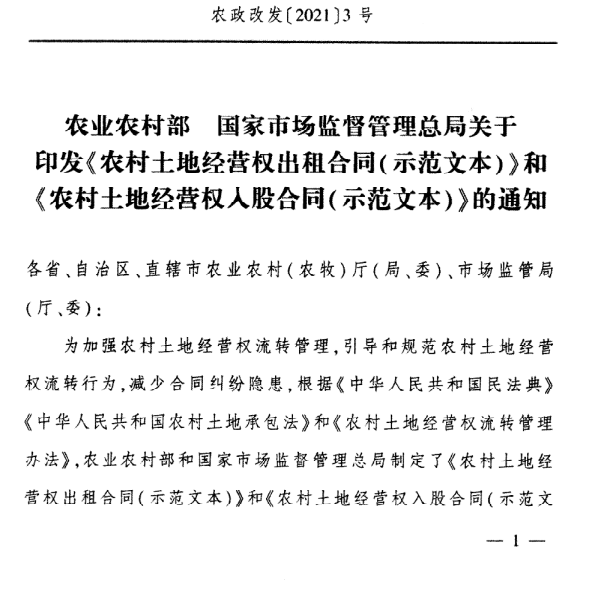 农政改发〔2021〕3号
农业农村部 国家市场监督管理总局关于
印发《农村土地经营权出租合同(示范文本)》和
《农村土地经营权入股合同(示范文本)》的通知
各省、自治区、直辖市农业农村(农牧)厅(局、委)、市场监管局
(厅、委):
为加强农村土地经营权流转管理,引导和规范农村土地经营
权流转行为,减少合同纠纷隐患,根据《中华人民共和国民法典》
《中华人民共和国农村土地承包法》和《农村土地经营权流转管理
办法》,农业农村部和国家市场监督管理总局制定了《农村土地经
营权出租合同(示范文本)》和《农村土地经营权入股合同(示范文
— 1 —